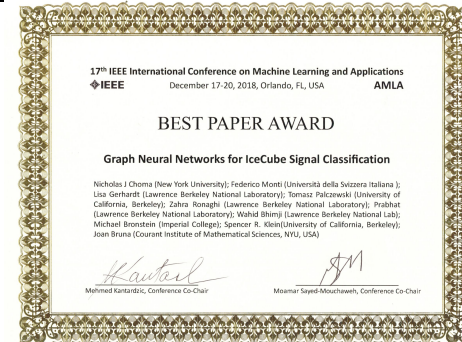 17th IEEE International Conference on Machine Learning and Applications
IEEE December 17-20, 2018, Orlando, FL, USA AMLA
BEST PAPER AWARD
Graph Neural Networks for IceCube Signal Classification
Nicholas J Choma (New York University); Federico Monti (Università della Svizzera Italiana );
Lisa Gerhardt (Lawrence Berkeley National Laboratory); Tomasz Palczewski (University of
California, Berkeley); Zahra Ronaghi (Lawrence Berkeley National Laboratory); Prabhat
(Lawrence Berkeley National Laboratory); Wahid Bhimji (Lawrence Berkeley National Lab);
Michael Bronstein (Imperial College); Spencer R. Klein(University of California, Berkeley);
Joan Bruna (Courant Institute of Mathematical Sciences, NYU, USA)
Mehmed Kantardzic, Conference Co-Chair
Moamar Sayed-Mouchaweh, Conference Co-Chair